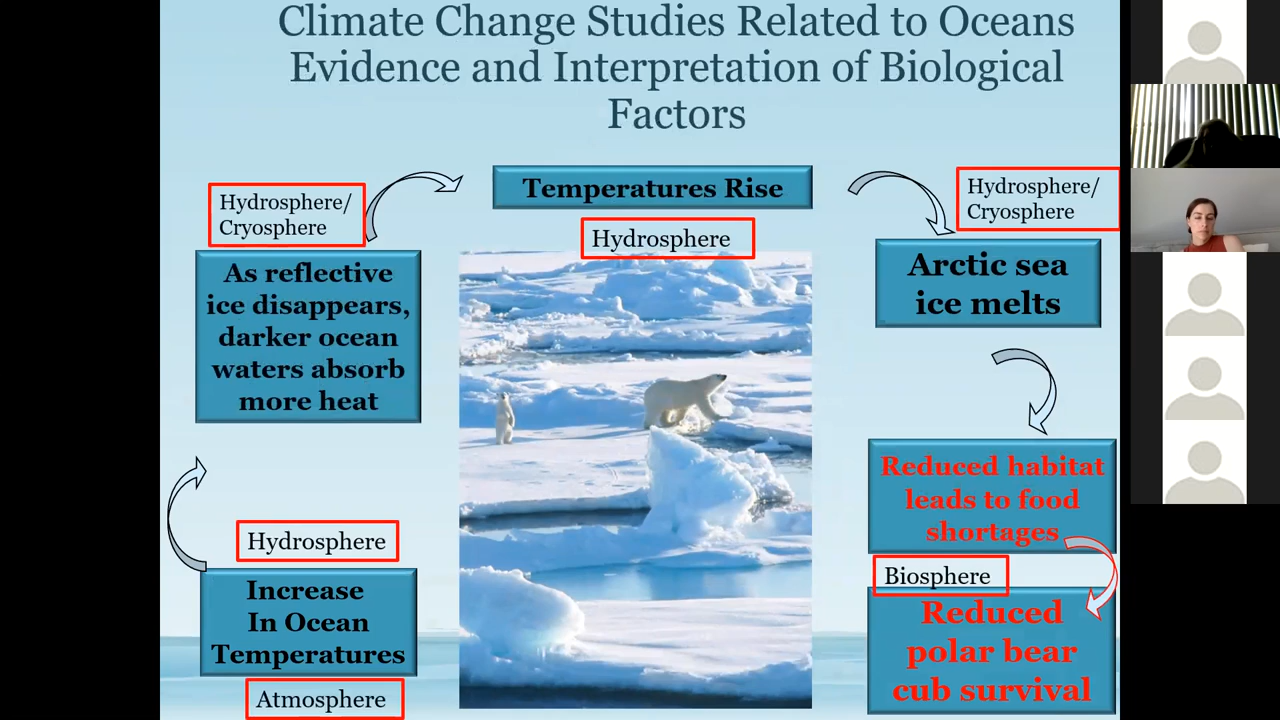 Climate Change Studies Related to Oceans
Evidence and Interpretation of Biological
Factors
Temperatures Rise
Hydrosphere
Hydrosphere/
Cryosphere
Arctic sea
ice melts
Reduced habitat
leads to food
shortages
Biosphere
Reduced
polar bear
cub survival
Hydrosphere/
Cryosphere
As reflective
ice disappears,
darker ocean
waters absorb
more heat
Hydrosphere
Increase
In Ocean
Temperatures
Atmosphere